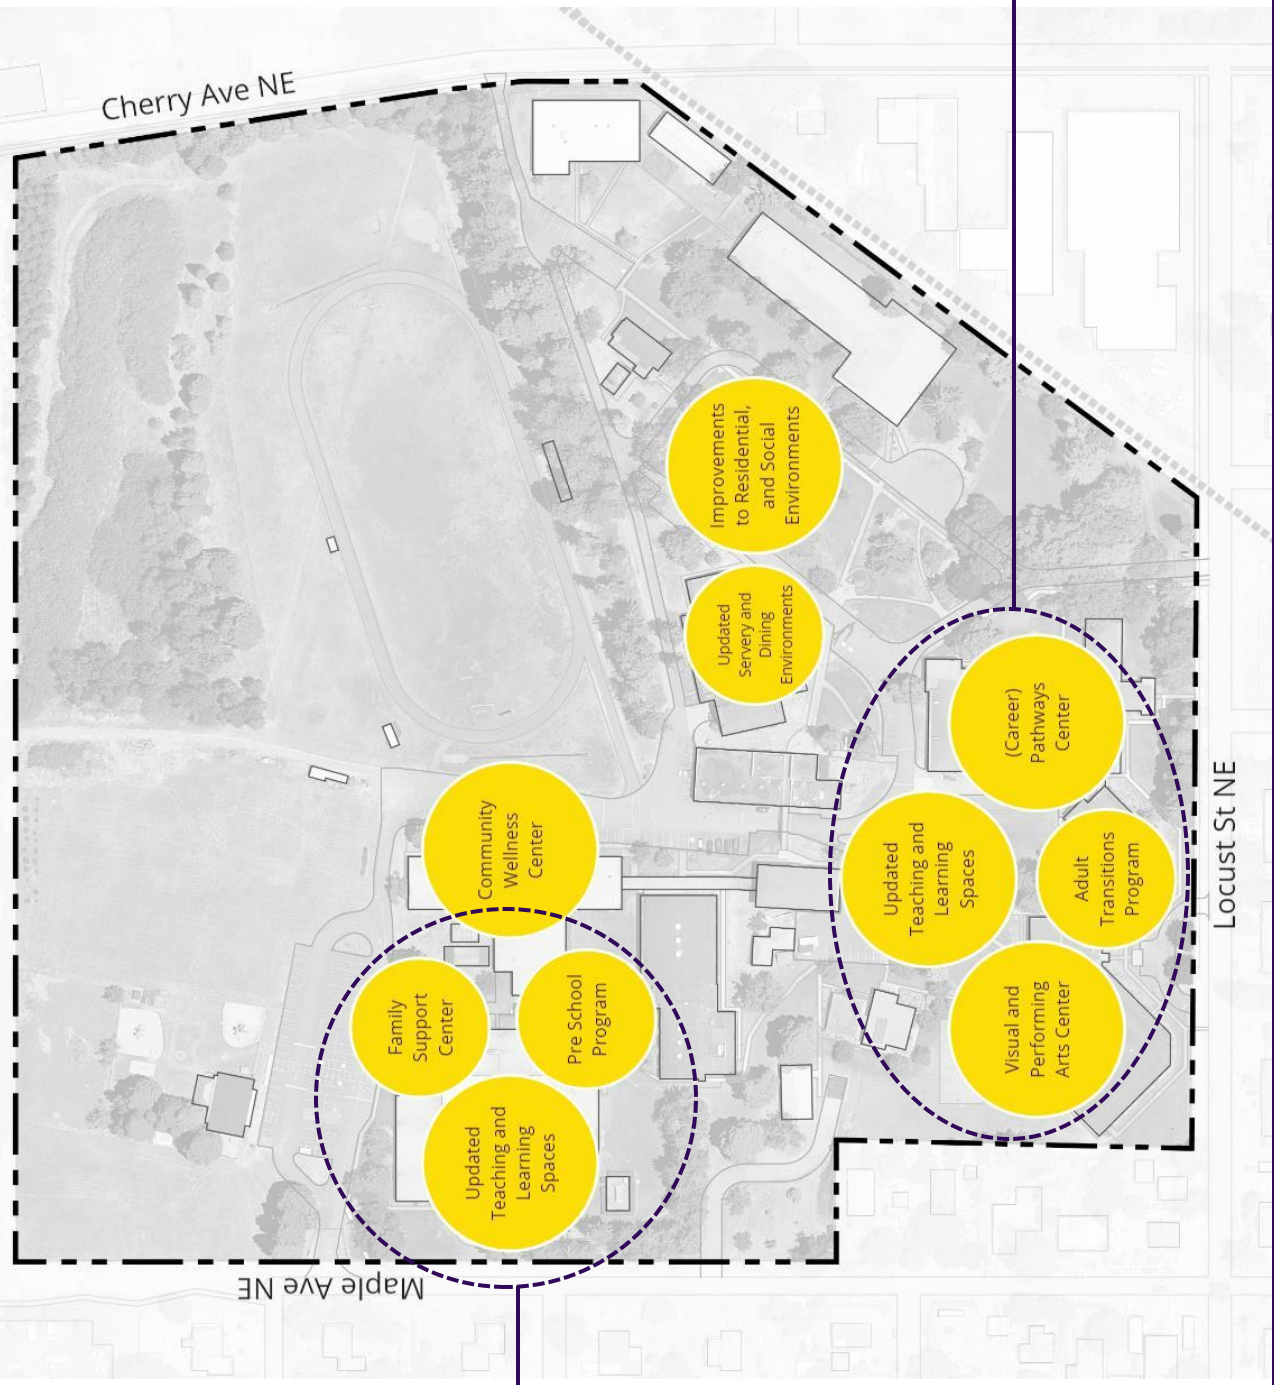 Cherry Ave NE
Improvements
to Residential,
and Social
Environments
Updated
Servery and
Dining
Environments
(Career)
Pathways
Center
Community
Wellness
Center
Updated
Teaching and
Learning
Spaces
Adult
Transitions
Program
Locust St NE
Family
Support
Center
Pre School
Program
Visual and
Performing
Arts Center
Updated
Teaching and
Learning
Spaces
Maple Ave NE